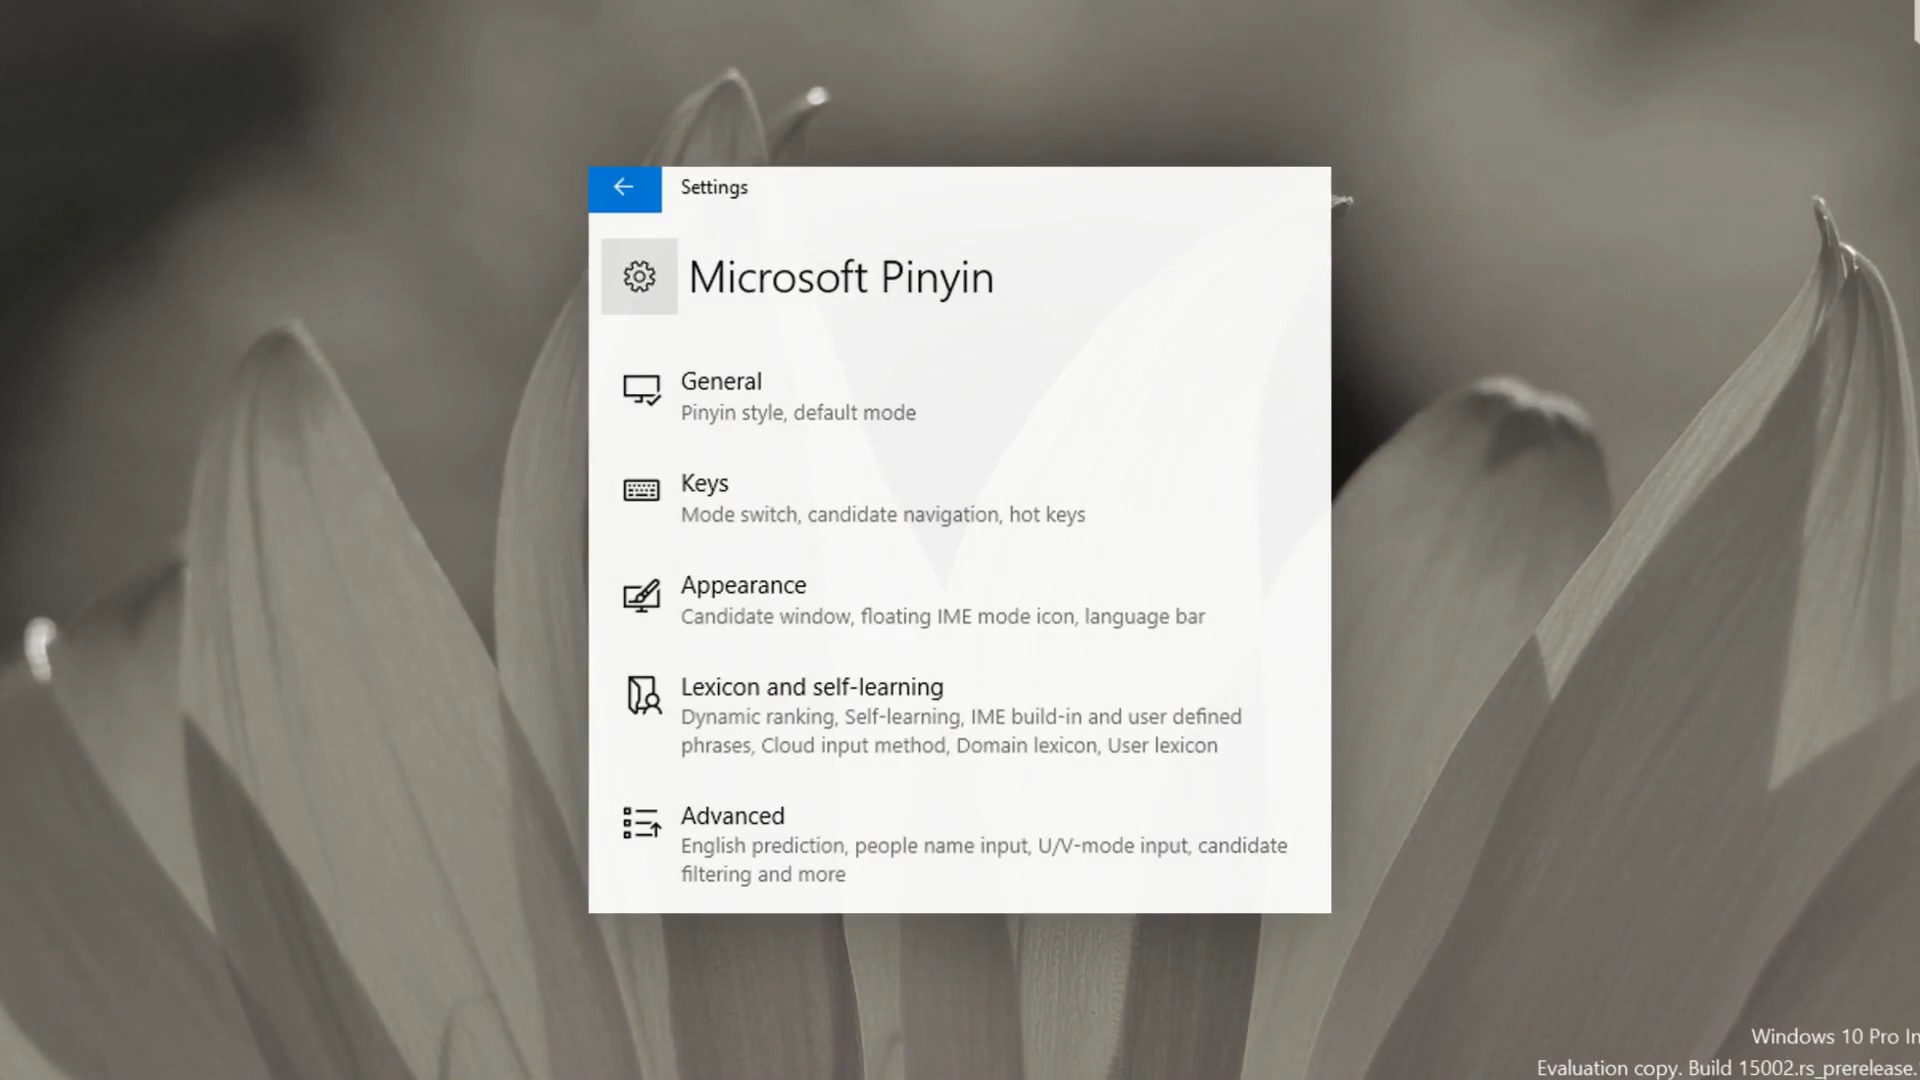 Settings
Microsoft Pinyin
General
Pinyin style, default mode
Keys
Mode switch, candidate navigation, hot keys
Appearance
Candidate window, floating IME mode icon, language bar
Lexicon and self-learning
Dynamic ranking, Self-learning, IME build-in and user defined
phrases, Cloud input method, Domain lexicon, User lexicon
Advanced
English prediction, people name input, U/V-mode input, candidate
filtering and more
Windows 10 Pro In
Evaluation copy. Build 15002.rs_prerelease.